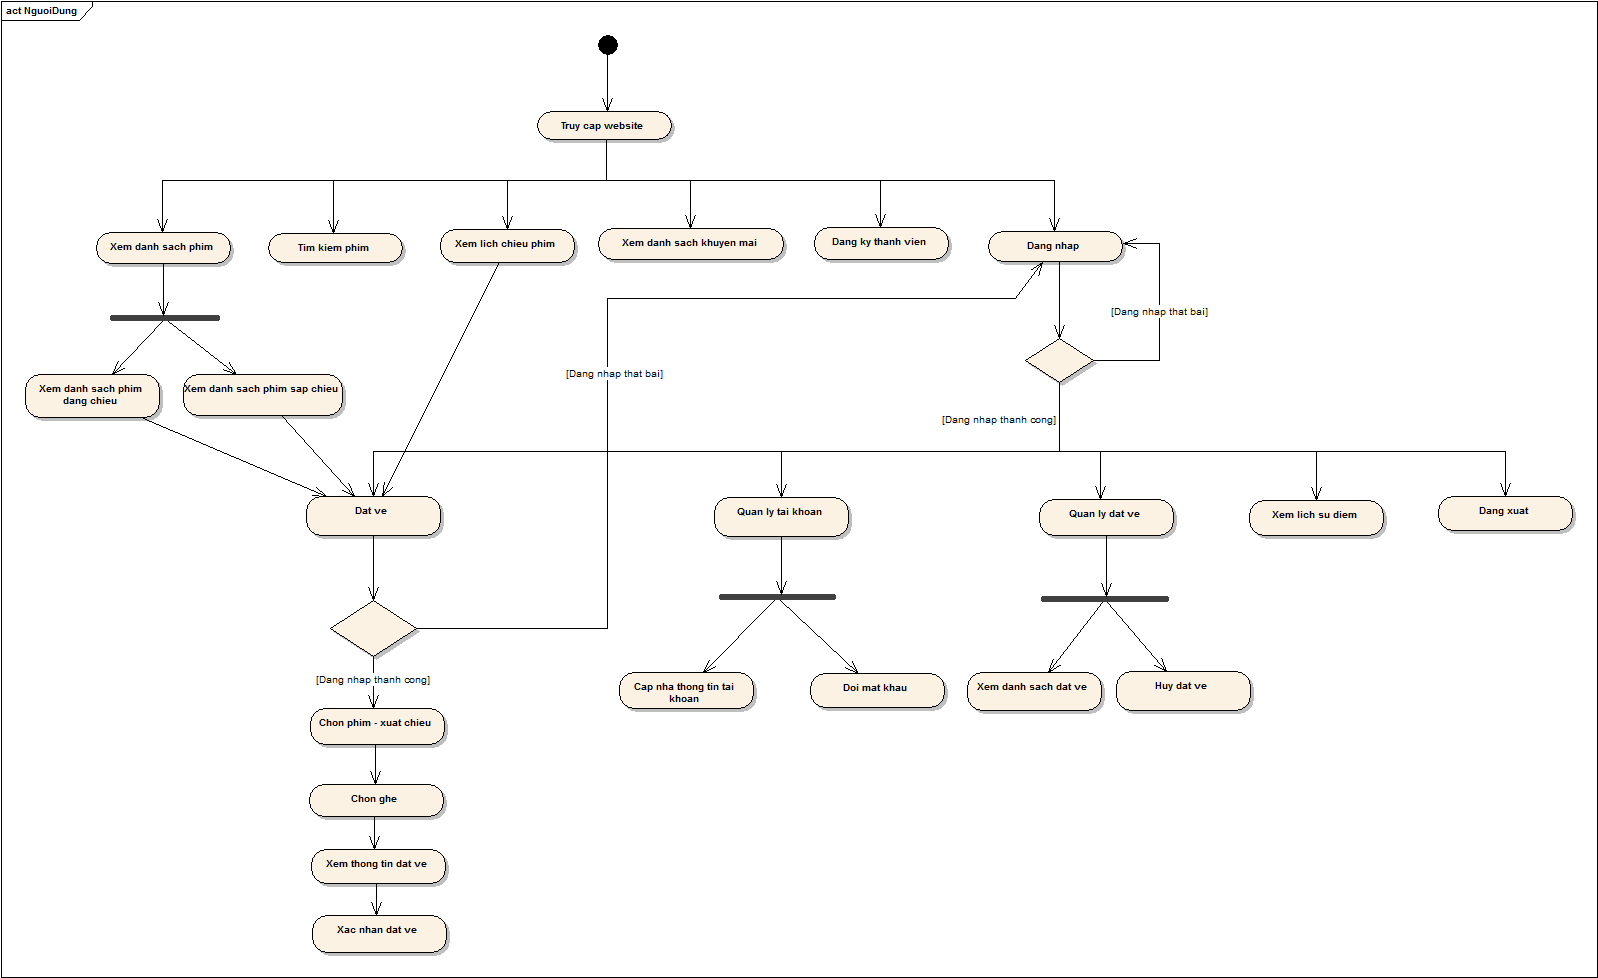 act NguoiDung
Truy cap website
Xem danh sach phim
Tim kiem phim
Xem lich chieu phim
Xem danh sach khuyen mai
Dang ky thanh vien
Dang nhap
[Dang nhap that bai]
[Dang nhap that bai]
Xem danh sach phim
dang chieu
Xem danh sach phim sap chieu
[Dang nhap thanh cong]
Dat ve
Quan ly tai khoan
Quan ly dat ve
Xem lich su diem
Dang xuat
[Dang nhap thanh cong]
Cap nha thong tin tai
khoan
Doi mat khau
Xem danh sach dat ve
Huy dat ve
Chon phim - xuat chieu
Chon ghe
Xem thong tin dat ve
Xac nhan dat ve